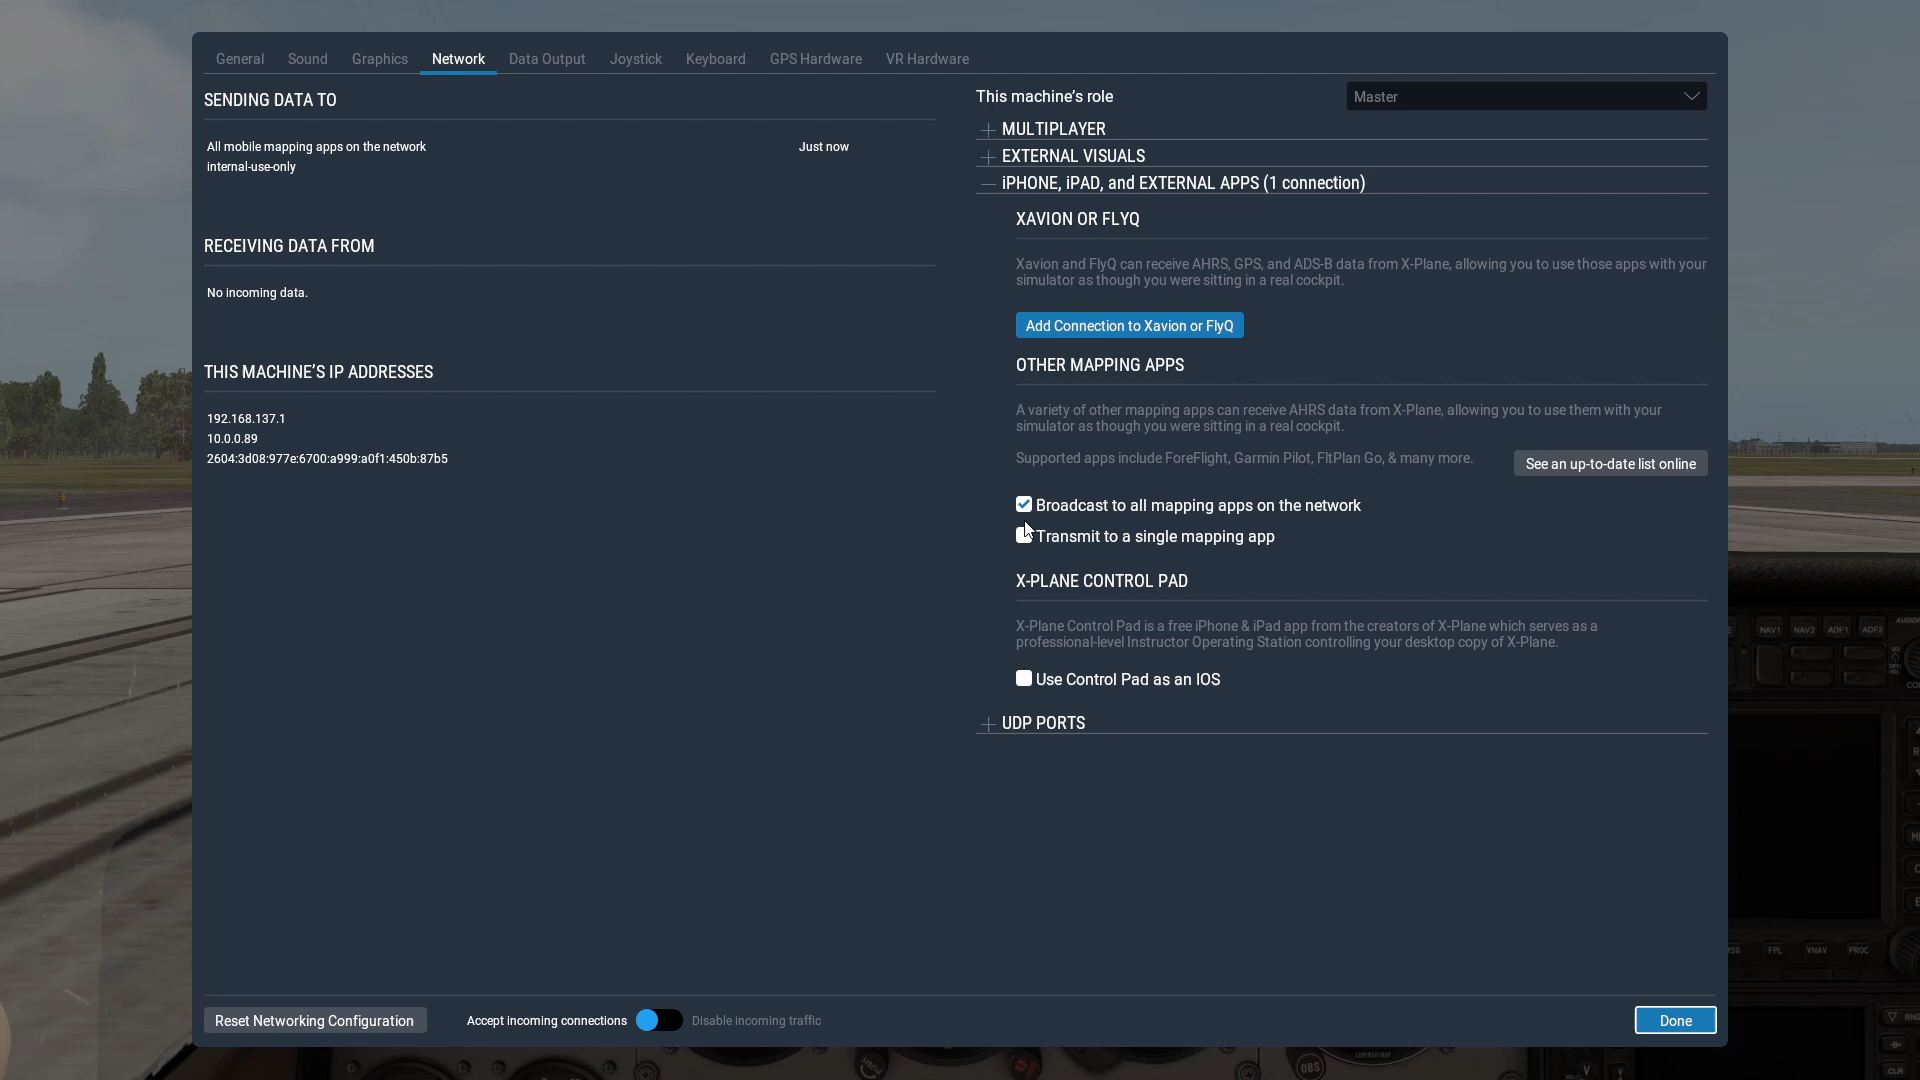 General Sound Graphics Network Data Output Joystick Keyboard GPS Hardware VR Hardware
SENDING DATA TO
All mobile mapping apps on the network Just now
internal-use-only
RECEIVING DATA FROM
No incoming data.
THIS MACHINE'S IP ADDRESSES
192.168.137.1
10.0.0.89
2604:3d08:977e:6700:a999:a0f1:450b:87b5
This machine's role Master
MULTIPLAYER
EXTERNAL VISUALS
iPHONE, iPAD, and EXTERNAL APPS (1 connection)
XAVION OR FLYQ
Xavion and FlyQ can receive AHRS, GPS, and ADS-B data from X-Plane, allowing you to use those apps with your
simulator as though you were sitting in a real cockpit.
Add Connection to Xavion or FlyQ
OTHER MAPPING APPS
A variety of other mapping apps can receive AHRS data from X-Plane, allowing you to use them with your
simulator as though you were sitting in a real cockpit.
Supported apps include ForeFlight, Garmin Pilot, FltPlan Go, & many more.
See an up-to-date list online
Broadcast to all mapping apps on the network
Transmit to a single mapping app
X-PLANE CONTROL PAD
X-Plane Control Pad is a free iPhone & iPad app from the creators of X-Plane which serves as a
professional-level Instructor Operating Station controlling your desktop copy of X-Plane.
Use Control Pad as an IOS
UDP PORTS
Reset Networking Configuration Accept incoming connections Disable incoming traffic Done
NAV1 NAV2 ADF1 ADF2
FPL VNAV PROC
OBS
CLR